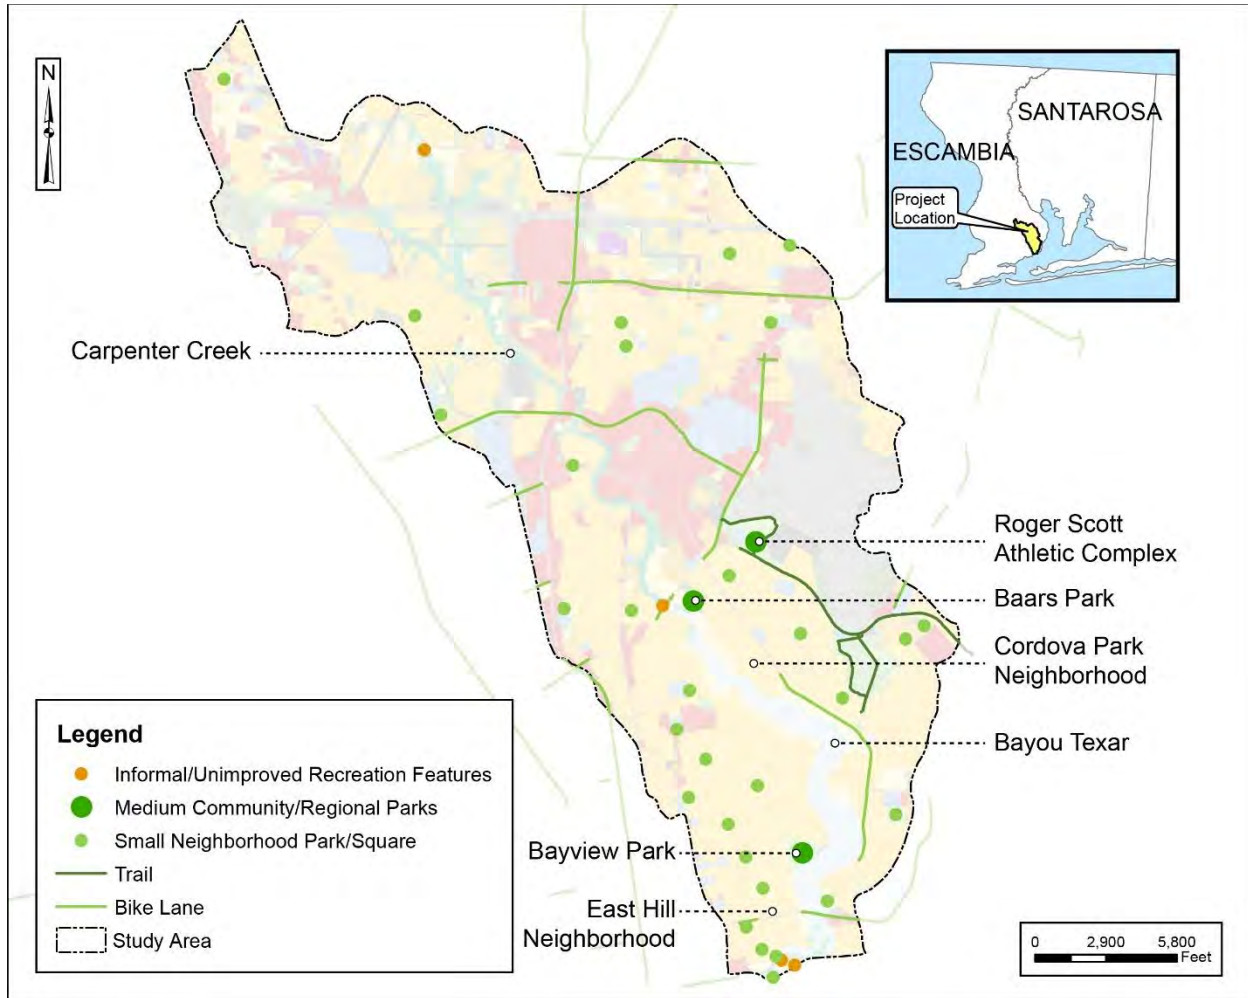 N
SANTAROSA
ESCAMBIA
Project
Location
Carpenter Creek
Roger Scott
Athletic Complex
Baars Park
Cordova Park
Neighborhood
Bayou Texar
Bayview Park
East Hill
Neighborhood
Legend
Informal/Unimproved Recreation Features
Medium Community/Regional Parks
Small Neighborhood Park/Square
Trail
Bike Lane
Study Area
0 2,900 5,800
Feet